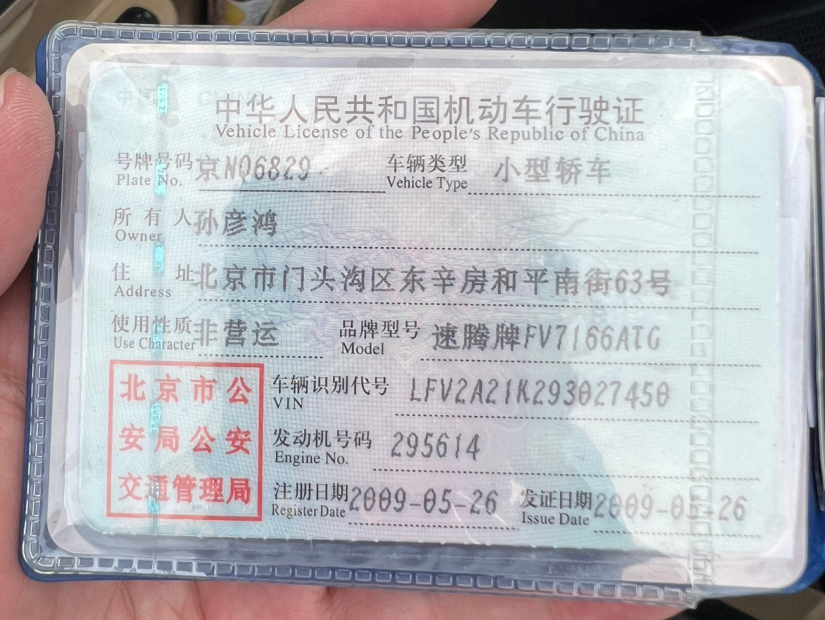 中华人民共和国机动车行驶证
Vehicle License of the People's Republic of China
号牌号码 京NQ6829 车辆类型 小型轿车
Plate No. Vehicle Type
所有人 孙彦鸿
Owner
住址 北京市门头沟区东辛房和平南街63号
Address
使用性质 非营运 品牌型号 速腾牌FV7166ATG
Use Character Model
北京市公 车辆识别代号 LFV2A21K293027450
VIN
安局公安 发动机号码 295614
Engine No.
交通管理局 注册日期 2009-05-26 发证日期 2009-05-26
Register Date Issue Date